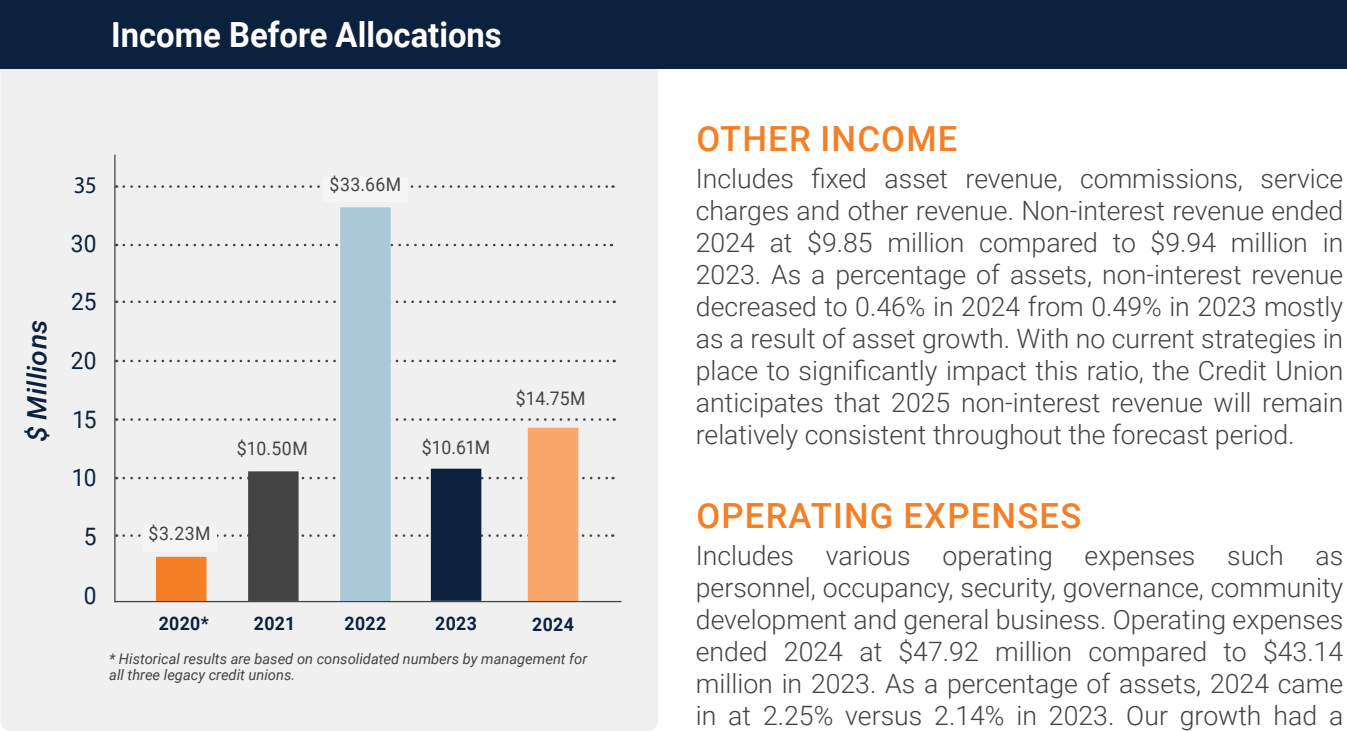 Income Before Allocations
$ Millions
35
30
25
20
15
10
5
0
$3.23M
$10.50M
$33.66M
$10.61M
$14.75M
2020*
2021
2022
2023
2024
* Historical results are based on consolidated numbers by management for
all three legacy credit unions.
OTHER INCOME
Includes fixed asset revenue, commissions, service
charges and other revenue. Non-interest revenue ended
2024 at $9.85 million compared to $9.94 million in
2023. As a percentage of assets, non-interest revenue
decreased to 0.46% in 2024 from 0.49% in 2023 mostly
as a result of asset growth. With no current strategies in
place to significantly impact this ratio, the Credit Union
anticipates that 2025 non-interest revenue will remain
relatively consistent throughout the forecast period.
OPERATING EXPENSES
Includes various operating expenses such as
personnel, occupancy, security, governance, community
development and general business. Operating expenses
ended 2024 at $47.92 million compared to $43.14
million in 2023. As a percentage of assets, 2024 came
in at 2.25% versus 2.14% in 2023. Our growth had a